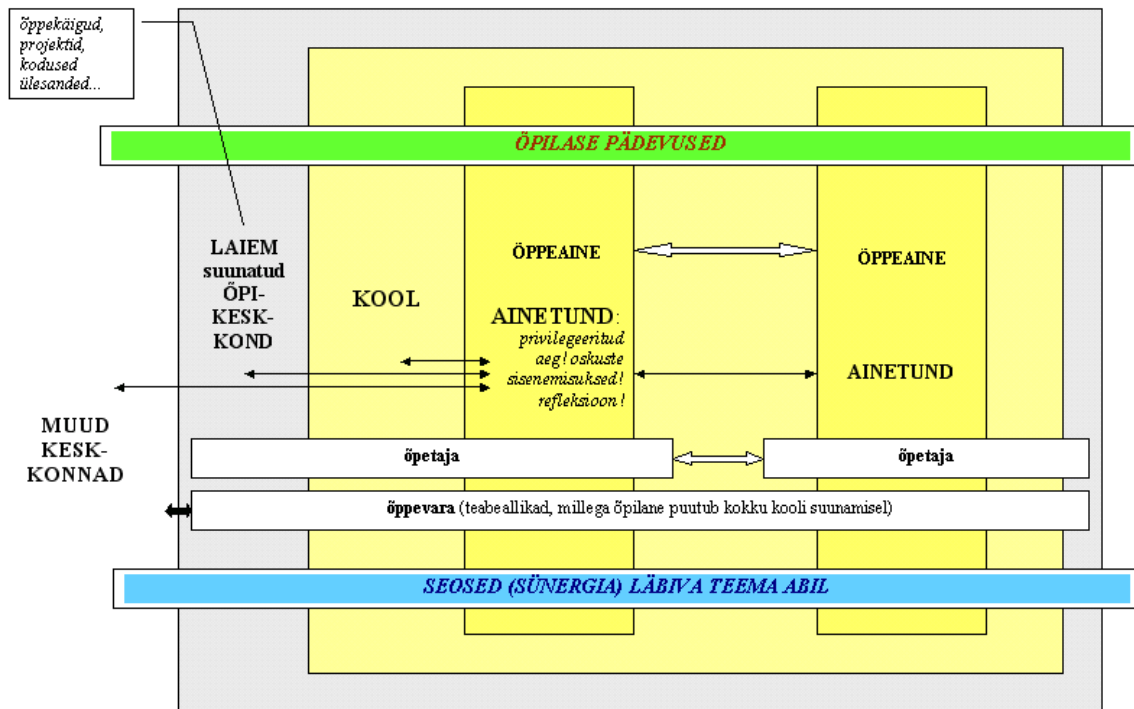 õppekäigud,
projektid,
kodused
ülesanded...
ÕPILASE PÄDEVUSED
LAIEM
suunatud
ÕPI-
KESK-
KOND
KOOL
ÕPPEAINE
AINETUND:
privilegeeritud
aeg! oskuste
sisenemisuksed!
refleksioon!
ÕPPEAINE
AINETUND
MUUD
KESK-
KONNAD
õpetaja
õpetaja
õppevara (teabeallikad, millega õpilane puutub kokku kooli suunamisel)
SEOSED (SÜNERGIA) LÄBIVA TEEMA ABIL